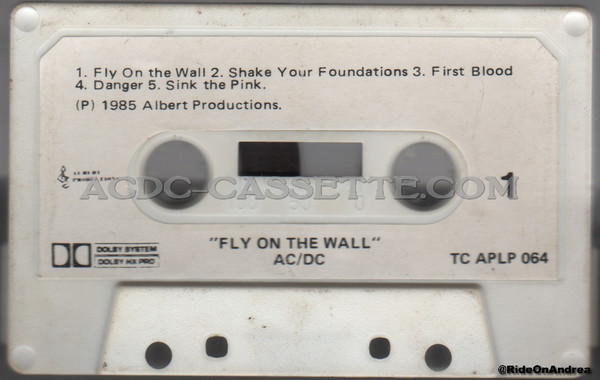 1. Fly On the Wall 2. Shake Your Foundations 3. First Blood
4. Danger 5. Sink the Pink.
(P) 1985 Albert Productions.
ACDC-CASSETTE.COM
1
"FLY ON THE WALL"
DOLBY SYSTEM
DOLBY HX PRO
AC/DC
TC APLP 064
@RideOnAndrea